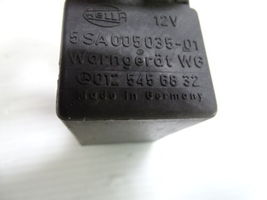 HELLA 12V
5SA005035-01
Warngerät WG
012 545 68 32
Made in Germany